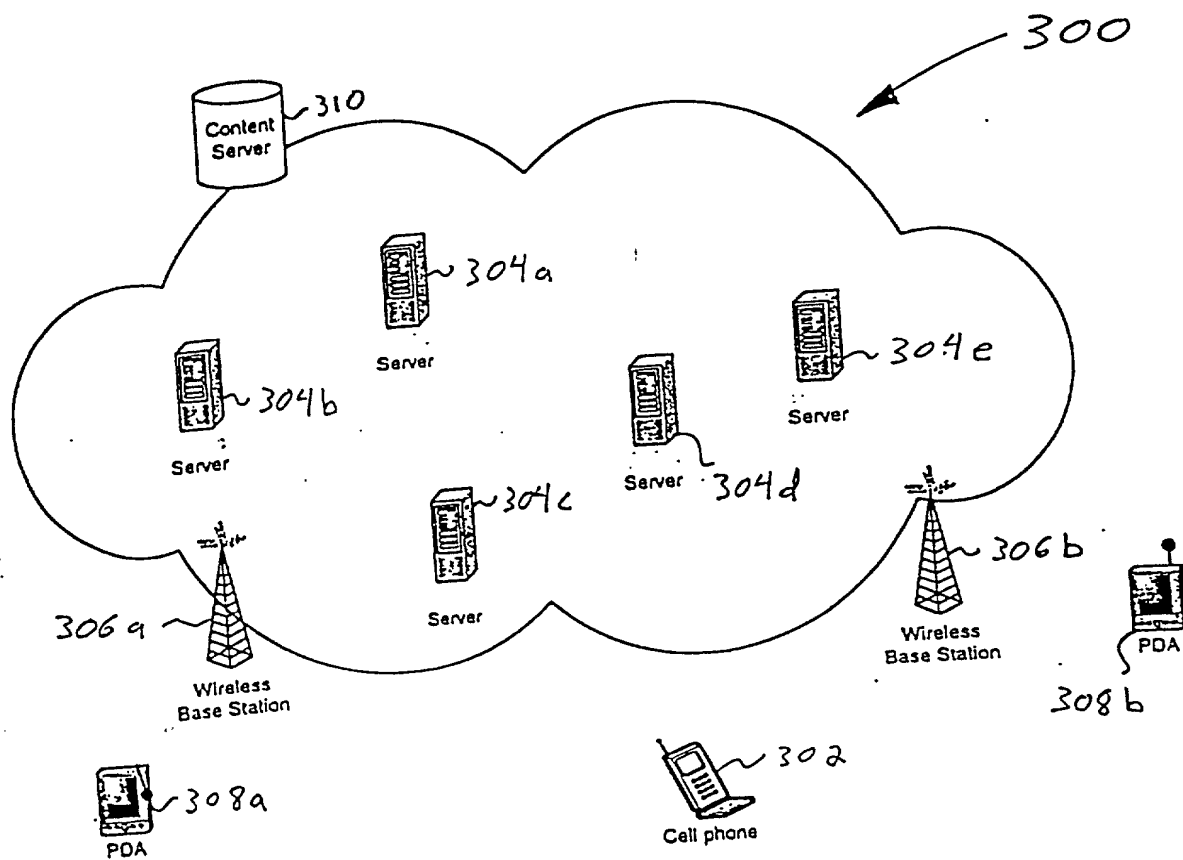 300
310
Content
Server
304a
Server
304b
Server
304e
Server
304d
Server
304c
Server
306a
Wireless
Base Station
306b
Wireless
Base Station
PDA
308b
308a
PDA
302
Cell phone